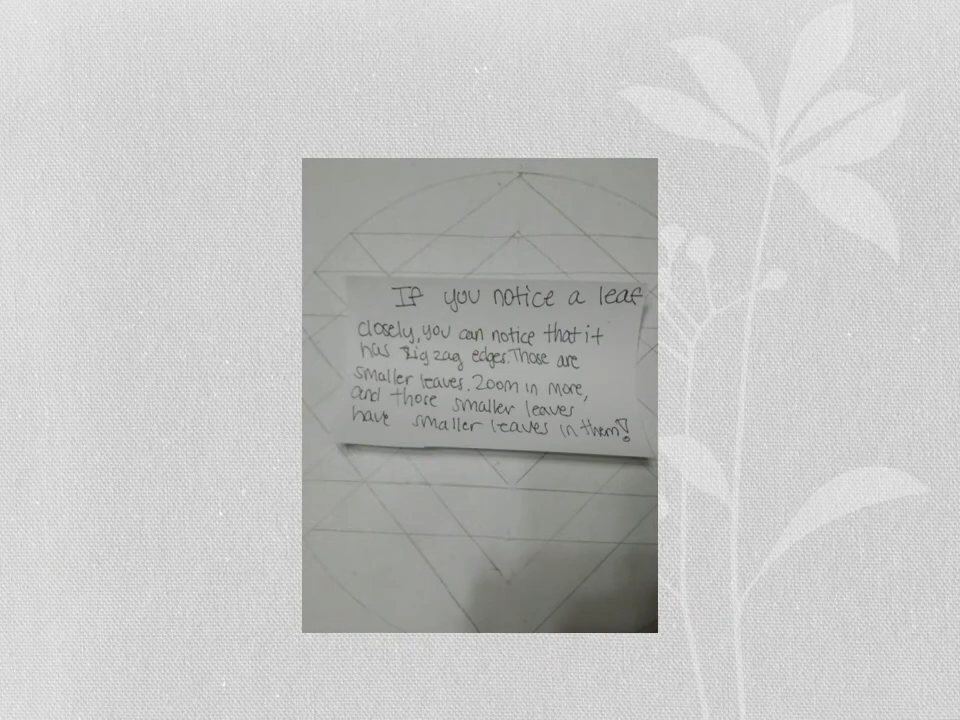 If you notice a leaf
closely, you can notice that it
has zig zag edges. Those are
smaller leaves. Zoom in more,
and those smaller leaves
have smaller leaves in them!